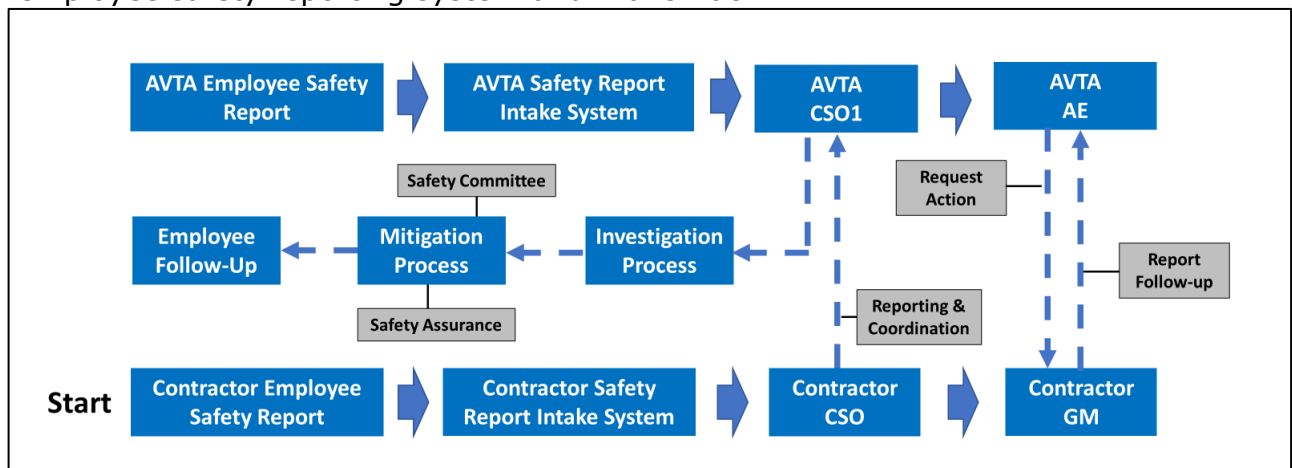 AVTA Employee Safety
Report
AVTA Safety Report
Intake System
AVTA
CSO1
AVTA
AE
Safety Committee
Request
Action
Employee
Follow-Up
Mitigation
Process
Investigation
Process
Report
Follow-up
Safety Assurance
Reporting &
Coordination
Start
Contractor Employee
Safety Report
Contractor Safety
Report Intake System
Contractor
CSO
Contractor
GM